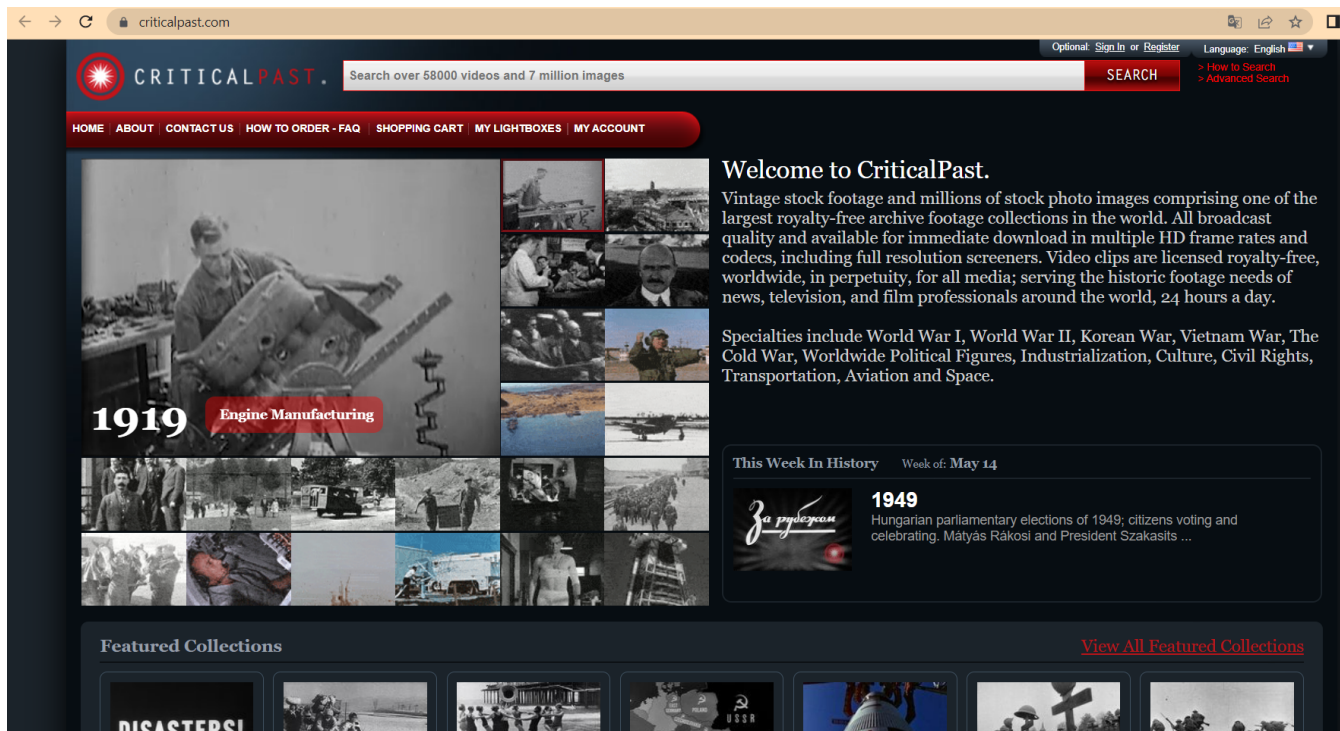 criticalpast.com
Optional: Sign In or Register
Language: English
CRITICALPAST.
Search over 58000 videos and 7 million images
SEARCH
> How to Search
> Advanced Search
HOME ABOUT CONTACT US HOW TO ORDER - FAQ SHOPPING CART MY LIGHTBOXES MY ACCOUNT
1919
Engine Manufacturing
Welcome to CriticalPast.
Vintage stock footage and millions of stock photo images comprising one of the
largest royalty-free archive footage collections in the world. All broadcast
quality and available for immediate download in multiple HD frame rates and
codecs, including full resolution screeners. Video clips are licensed royalty-free,
worldwide, in perpetuity, for all media; serving the historic footage needs of
news, television, and film professionals around the world, 24 hours a day.
Specialties include World War I, World War II, Korean War, Vietnam War, The
Cold War, Worldwide Political Figures, Industrialization, Culture, Civil Rights,
Transportation, Aviation and Space.
This Week In History Week of: May 14
За рубежом
1949
Hungarian parliamentary elections of 1949; citizens voting and
celebrating. Mátyás Rákosi and President Szakasits ...
Featured Collections
View All Featured Collections
DISASTERS!
POLAND
USSR